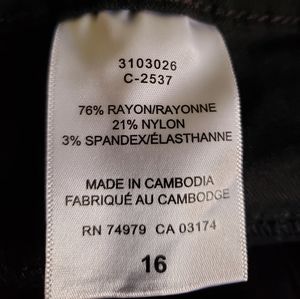 3103026
C-2537
76% RAYON/RAYONNE
21% NYLON
3% SPANDEX/ÉLASTHANNE
MADE IN CAMBODIA
FABRIQUÉ AU CAMBODGE
RN 74979 CA 03174
16